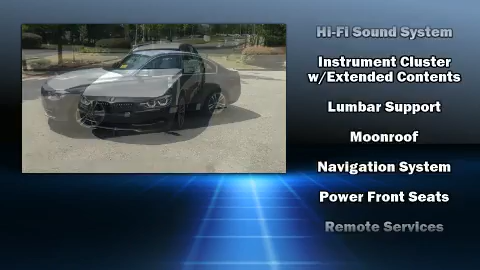 Hi-Fi Sound System
Instrument Cluster
w/Extended Contents
Lumbar Support
Moonroof
Navigation System
Power Front Seats
Remote Services